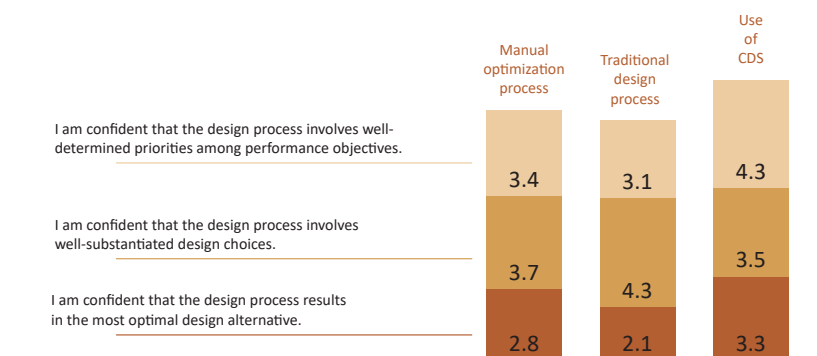 Use
of
CDS
Manual
optimization
process
Traditional
design
process
I am confident that the design process involves well-
determined priorities among performance objectives.
3.4
3.1
4.3
I am confident that the design process involves
well-substantiated design choices.
3.7
4.3
3.5
I am confident that the design process results
in the most optimal design alternative.
2.8
2.1
3.3